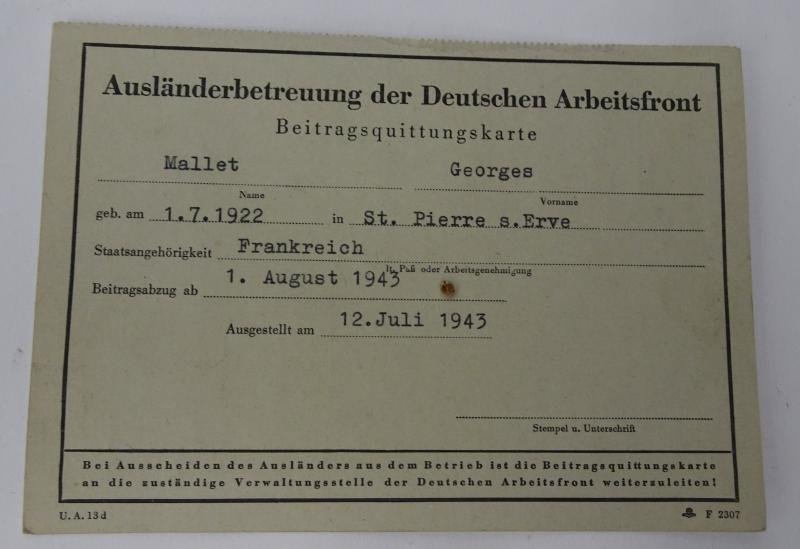 Ausländerbetreuung der Deutschen Arbeitsfront
Beitragsquittungskarte
Mallet Georges
Name Vorname
geb. am 1.7.1922 in St. Pierre s.Erve
Staatsangehörigkeit Frankreich
lt. Paß oder Arbeitsgenehmigung
Beitragsabzug ab 1. August 1943
Ausgestellt am 12.Juli 1943
Stempel u. Unterschrift
Bei Ausscheiden des Ausländers aus dem Betrieb ist die Beitragsquittungskarte
an die zuständige Verwaltungsstelle der Deutschen Arbeitsfront weiterzuleiten!
U. A. 13 d F 2307